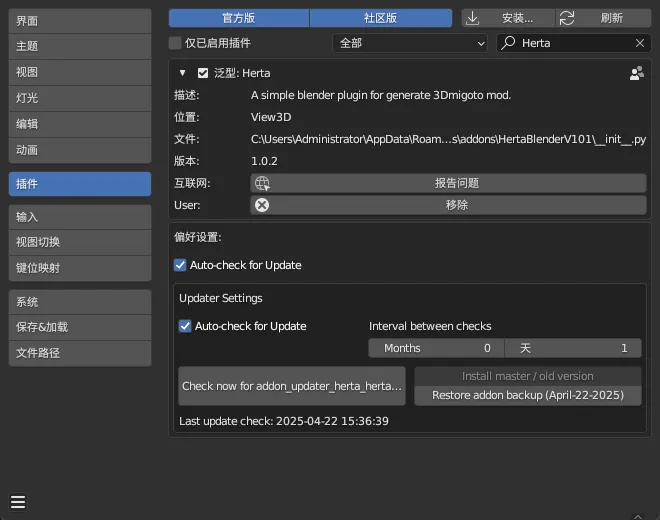 界面
主题
视图
灯光
编辑
动画
插件
输入
视图切换
键位映射
系统
保存&加载
文件路径
官方版 社区版 安装... 刷新
仅已启用插件 全部 Herta
泛型: Herta
描述: A simple blender plugin for generate 3Dmigoto mod.
位置: View3D
文件: C:\Users\Administrator\AppData\Roam...s\addons\HertaBlenderV101\__init__.py
版本: 1.0.2
互联网: 报告问题
User: 移除
偏好设置:
Auto-check for Update
Updater Settings
Auto-check for Update Interval between checks
Months 0 天 1
Check now for addon_updater_herta_herta...
Install master / old version
Restore addon backup (April-22-2025)
Last update check: 2025-04-22 15:36:39